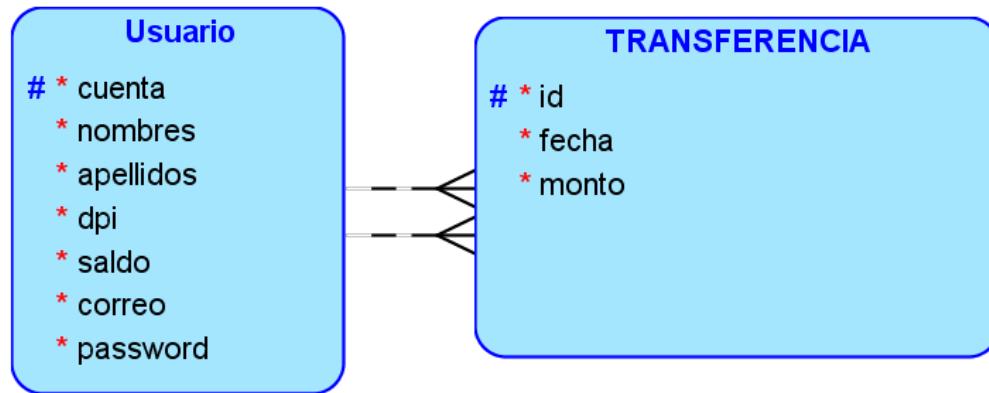 Usuario
# * cuenta
* nombres
* apellidos
* dpi
* saldo
* correo
* password
TRANSFERENCIA
# * id
* fecha
* monto